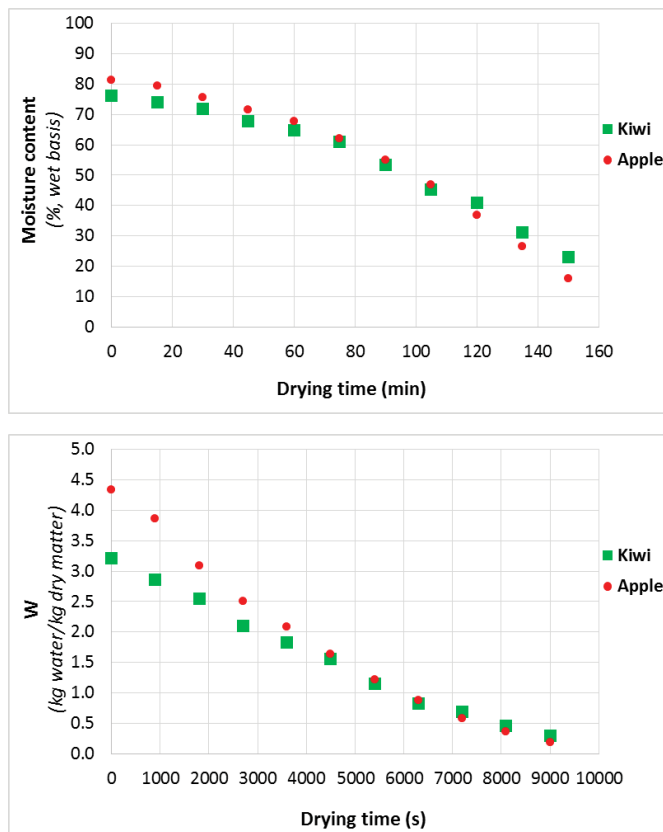 100
90
80
70
60
50
40
30
20
10
0
Moisture content
(%, wet basis)
0 20 40 60 80 100 120 140 160
Drying time (min)
Kiwi
Apple
5.0
4.5
4.0
3.5
3.0
2.5
2.0
1.5
1.0
0.5
0.0
W
(kg water/kg dry matter)
0 1000 2000 3000 4000 5000 6000 7000 8000 9000 10000
Drying time (s)
Kiwi
Apple